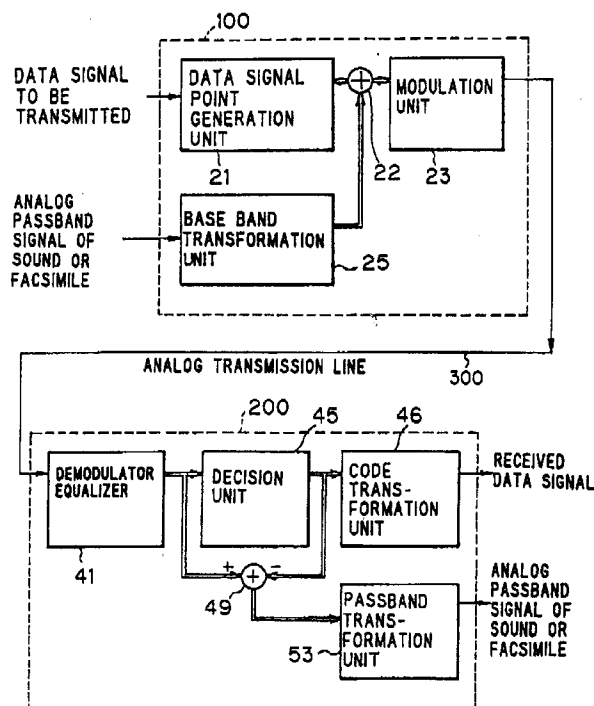 100
DATA SIGNAL
TO BE
TRANSMITTED
DATA SIGNAL
POINT
GENERATION
UNIT
21
22
MODULATION
UNIT
23
ANALOG
PASSBAND
SIGNAL OF
SOUND OR
FACSIMILE
BASE BAND
TRANSFORMATION
UNIT
25
ANALOG TRANSMISSION LINE
300
200
DEMODULATOR
EQUALIZER
41
45
DECISION
UNIT
46
CODE
TRANS-
FORMATION
UNIT
RECEIVED
DATA SIGNAL
+
-
49
PASSBAND
TRANS-
FORMATION
UNIT
53
ANALOG
PASSBAND
SIGNAL OF
SOUND OR
FACSIMILE